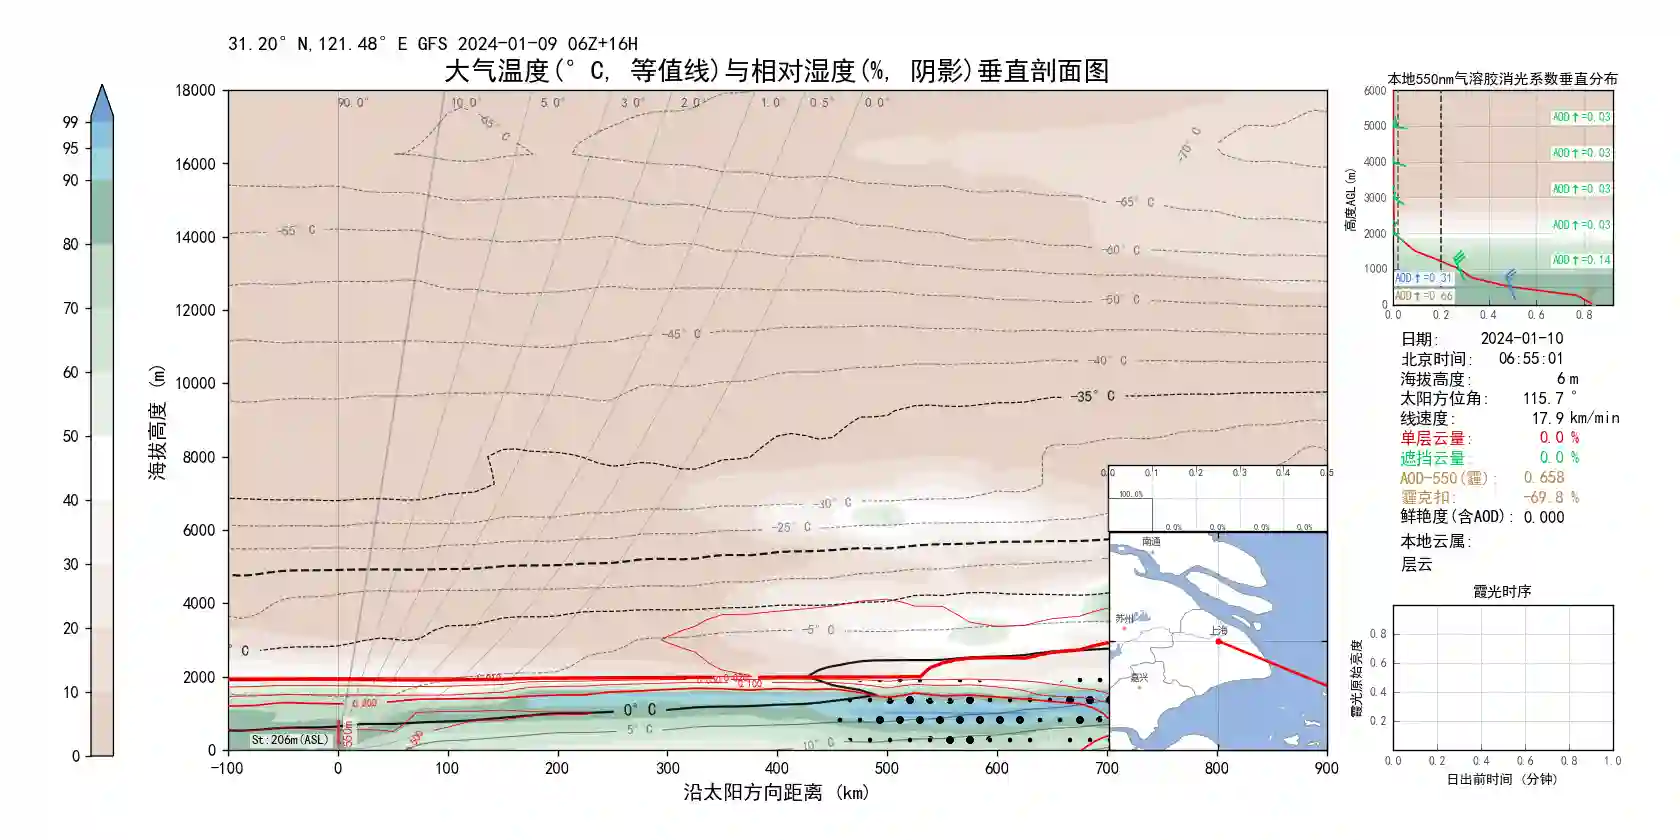 31.20° N,121.48° E GFS 2024-01-09 06Z+16H
大气温度(° C, 等值线)与相对湿度(%, 阴影)垂直剖面图
99
95
90
80
70
60
50
40
30
20
10
0
海拔高度 (m)
18000
16000
14000
12000
10000
8000
6000
4000
2000
0
90.0° 10.0° 5.0° 3.0° 2.0° 1.0° 0.5° 0.0°
-65° C
-70° C
-65° C
-55° C
-60° C
-50° C
-45° C
-40° C
-35° C
-30° C
-25° C
-5° C
° C
0° C
5° C
10° C
0.100
0.200
St:206m(ASL)
550m
-100 0 100 200 300 400 500 600 700 800 900
沿太阳方向距离 (km)
0.0 0.1 0.2 0.3 0.4 0.5
100.0%
0.0% 0.0% 0.0% 0.0%
南通
苏州
上海
嘉兴
本地550nm气溶胶消光系数垂直分布
高度AGL(m)
6000
5000
4000
3000
2000
1000
0
AOD↑=0.03
AOD↑=0.03
AOD↑=0.03
AOD↑=0.03
AOD↑=0.14
AOD↑=0.31
AOD↑=0.66
0.0 0.2 0.4 0.6 0.8
日期: 2024-01-10
北京时间: 06:55:01
海拔高度: 6 m
太阳方位角: 115.7 °
线速度: 17.9 km/min
单层云量: 0.0 %
遮挡云量: 0.0 %
AOD-550(霾): 0.658
霾克扣: -69.8 %
鲜艳度(含AOD): 0.000
本地云属:
层云
霞光时序
霞光原始亮度
0.8
0.6
0.4
0.2
0.0 0.2 0.4 0.6 0.8 1.0
日出前时间 (分钟)